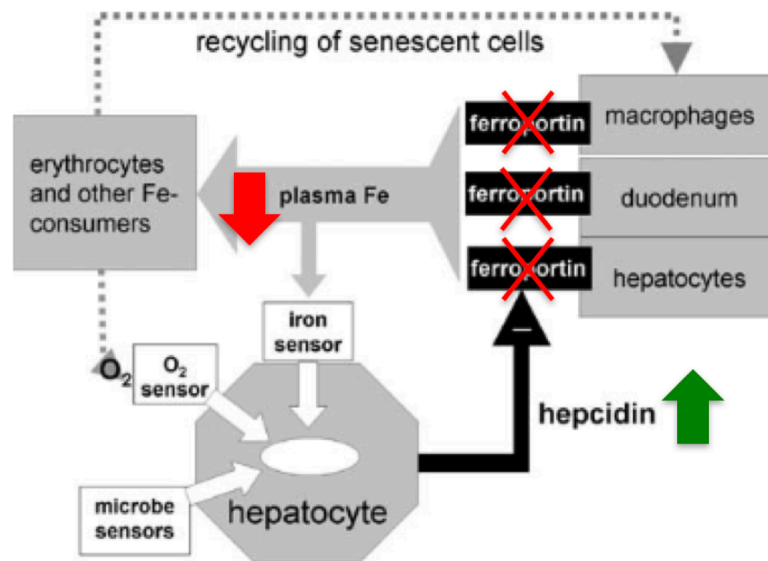 recycling of senescent cells
ferroportin
macrophages
erythrocytes
and other Fe-
consumers
plasma Fe
ferroportin
duodenum
ferroportin
hepatocytes
iron
sensor
O₂
O₂
sensor
hepcidin
−
microbe
sensors
hepatocyte